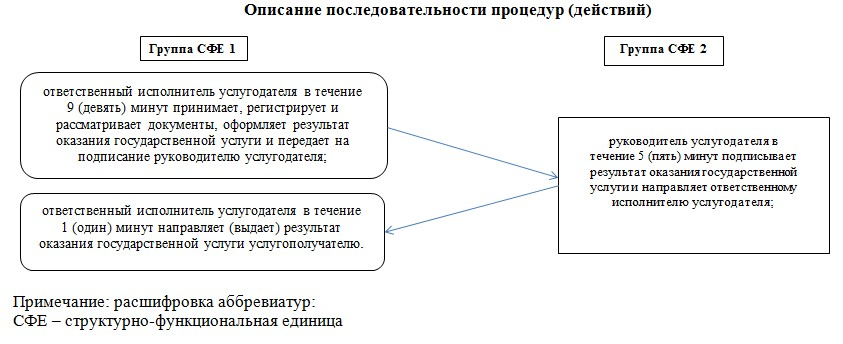 Описание последовательности процедур (действий)
Группа СФЕ 1
Группа СФЕ 2
ответственный исполнитель услугодателя в течение
9 (девять) минут принимает, регистрирует и
рассматривает документы, оформляет результат
оказания государственной услуги и передает на
подписание руководителю услугодателя;
руководитель услугодателя в
течение 5 (пять) минут подписывает
результат оказания государственной
услуги и направляет ответственному
исполнителю услугодателя;
ответственный исполнитель услугодателя в течение
1 (один) минут направляет (выдает) результат
оказания государственной услуги услугополучателю.
Примечание: расшифровка аббревиатур:
СФЕ – структурно-функциональная единица